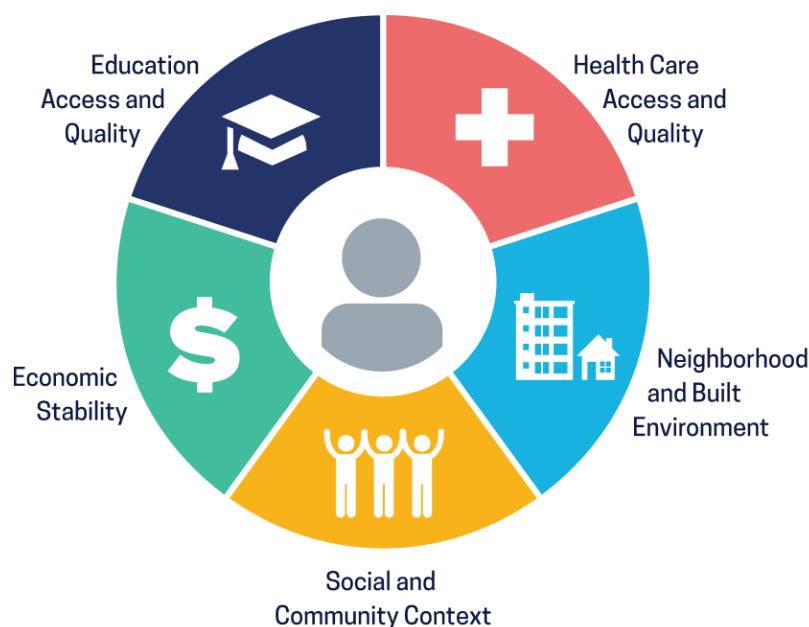 Education
Access and
Quality
Health Care
Access and
Quality
Economic
Stability
Neighborhood
and Built
Environment
Social and
Community Context